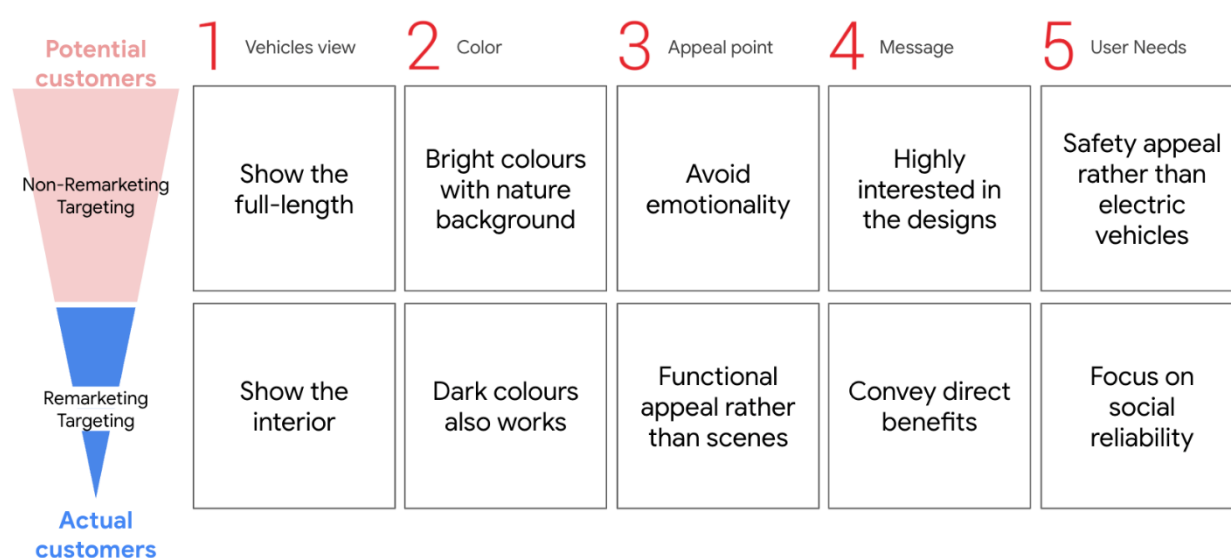 Potential
customers
1 Vehicles view
2 Color
3 Appeal point
4 Message
5 User Needs
Non-Remarketing
Targeting
Show the
full-length
Bright colours
with nature
background
Avoid
emotionality
Highly
interested in
the designs
Safety appeal
rather than
electric
vehicles
Remarketing
Targeting
Show the
interior
Dark colours
also works
Functional
appeal rather
than scenes
Convey direct
benefits
Focus on
social
reliability
Actual
customers